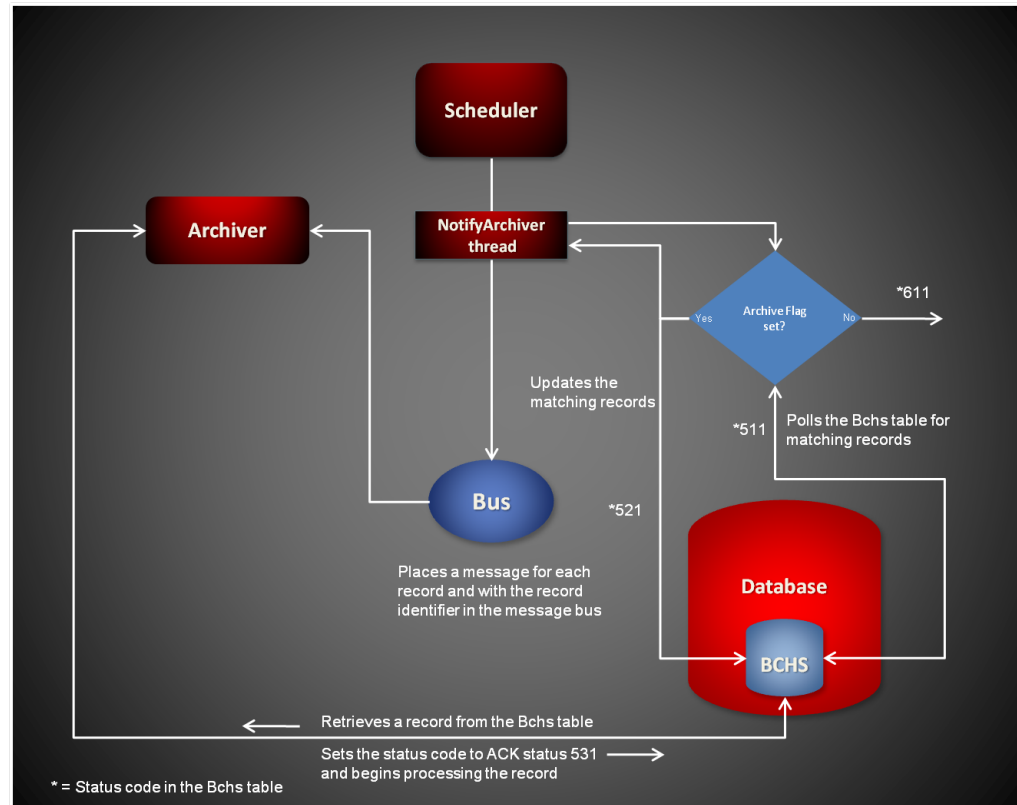 Scheduler
NotifyArchiver
thread
Archiver
*611
Archive Flag
set?
Yes
No
Updates the
matching records
*511
Polls the Bchs table for
matching records
Bus
*521
Places a message for each
record and with the record
identifier in the message bus
Database
BCHS
Retrieves a record from the Bchs table
Sets the status code to ACK status 531
and begins processing the record
* = Status code in the Bchs table